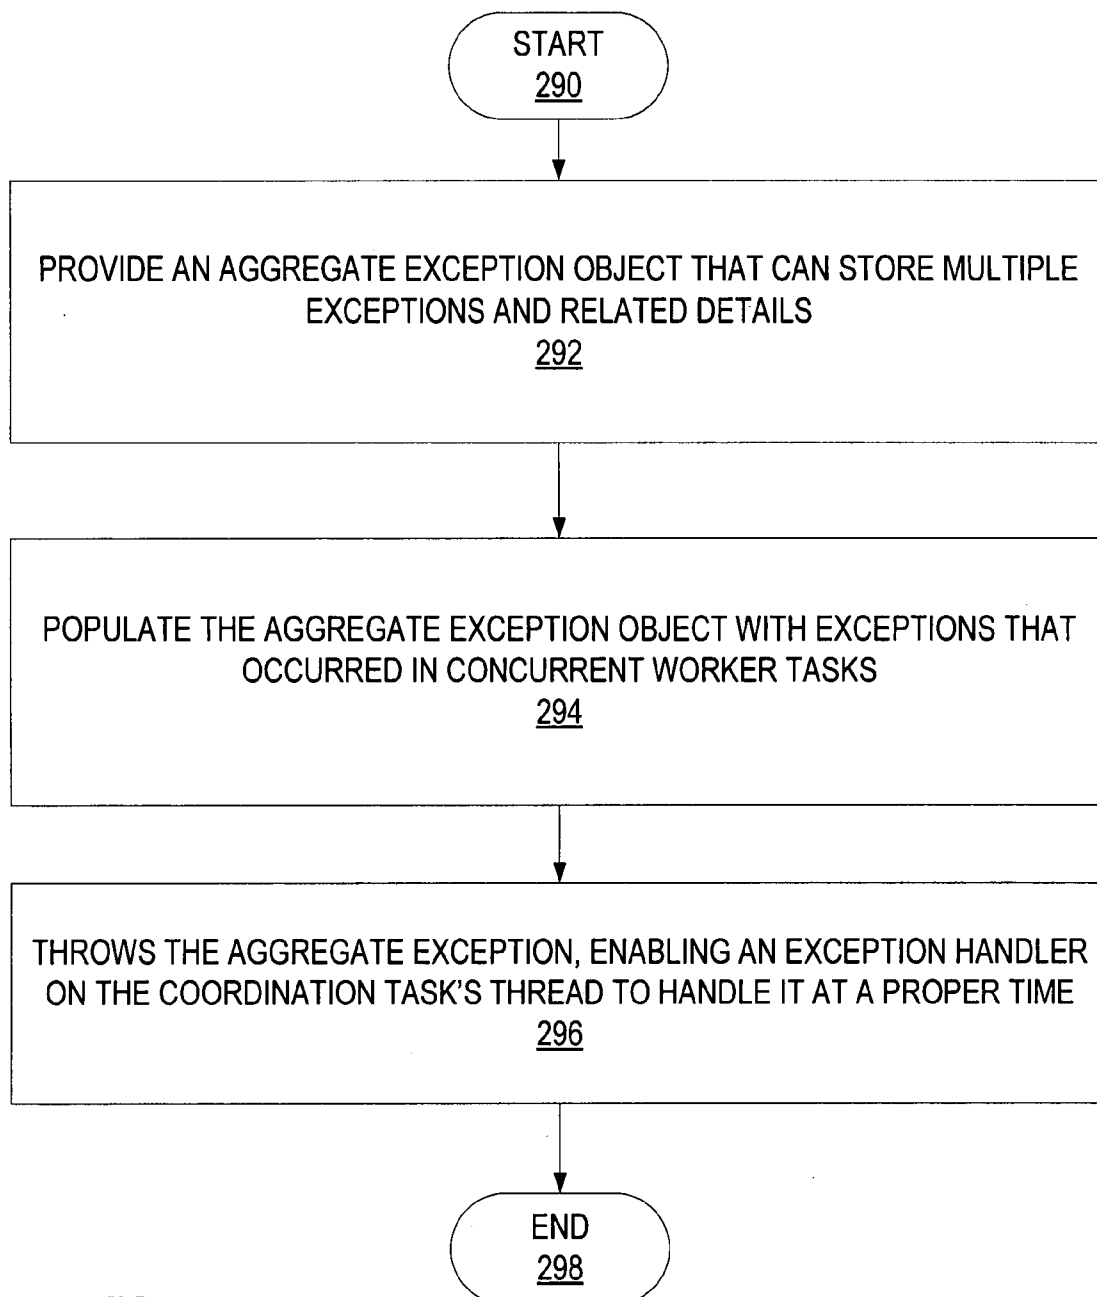 START
290
PROVIDE AN AGGREGATE EXCEPTION OBJECT THAT CAN STORE MULTIPLE
EXCEPTIONS AND RELATED DETAILS
292
POPULATE THE AGGREGATE EXCEPTION OBJECT WITH EXCEPTIONS THAT
OCCURRED IN CONCURRENT WORKER TASKS
294
THROWS THE AGGREGATE EXCEPTION, ENABLING AN EXCEPTION HANDLER
ON THE COORDINATION TASK'S THREAD TO HANDLE IT AT A PROPER TIME
296
END
298